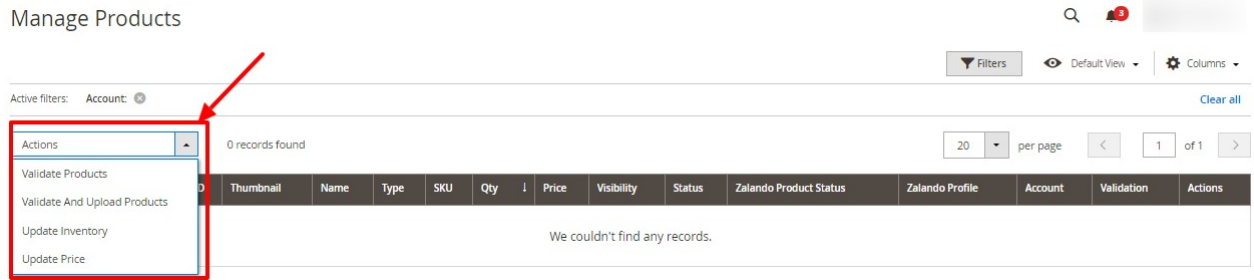 Manage Products
3
Filters
Default View
Columns
Active filters: Account:
Clear all
Actions
0 records found
20 per page
1 of 1
Validate Products
Validate And Upload Products
Update Inventory
Update Price
D Thumbnail Name Type SKU Qty ↓ Price Visibility Status Zalando Product Status Zalando Profile Account Validation Actions
We couldn't find any records.